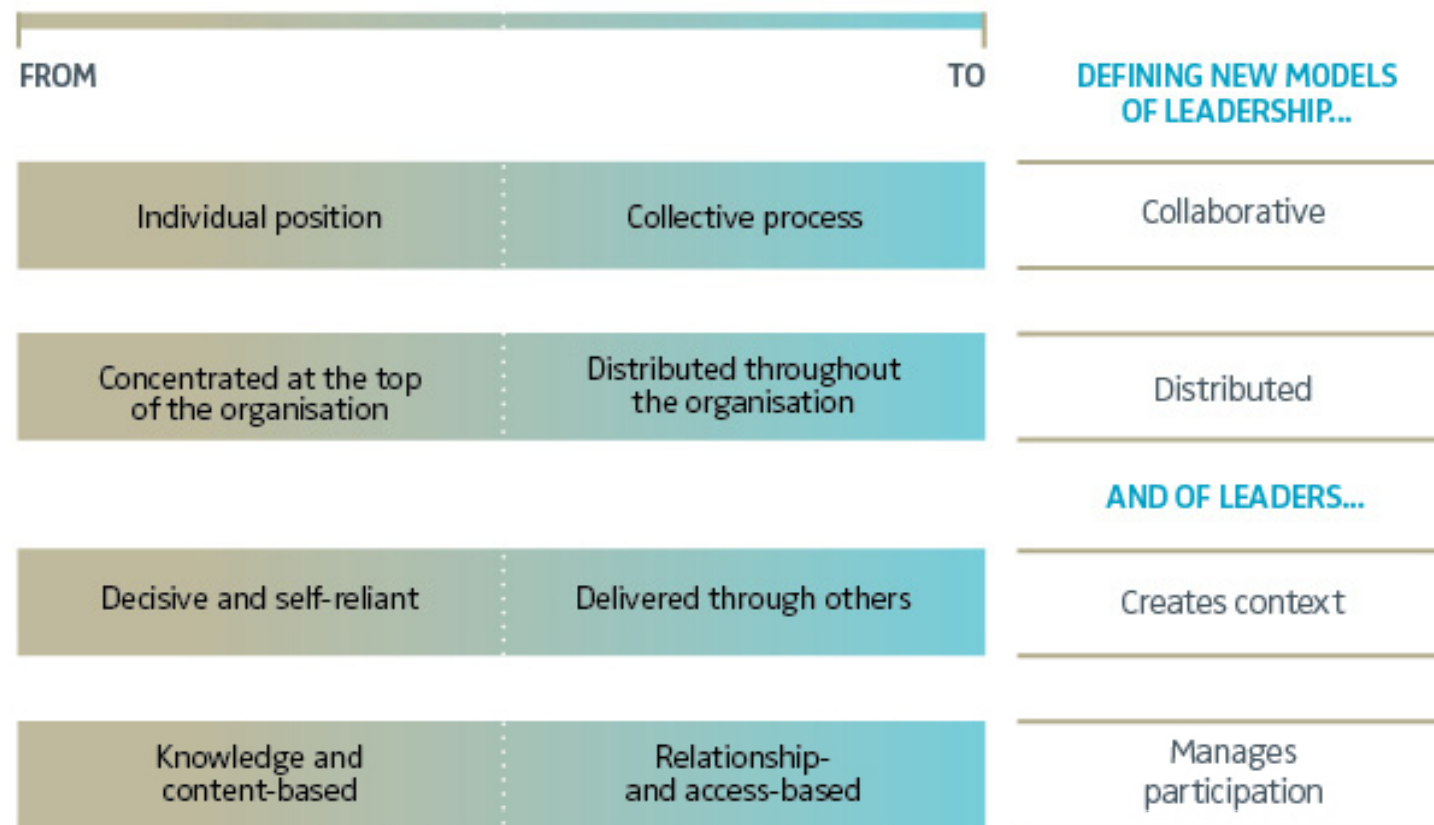 FROM
TO
DEFINING NEW MODELS
OF LEADERSHIP...
Individual position
Collective process
Collaborative
Concentrated at the top
of the organisation
Distributed throughout
the organisation
Distributed
AND OF LEADERS...
Decisive and self-reliant
Delivered through others
Creates context
Knowledge and
content-based
Relationship-
and access-based
Manages
participation